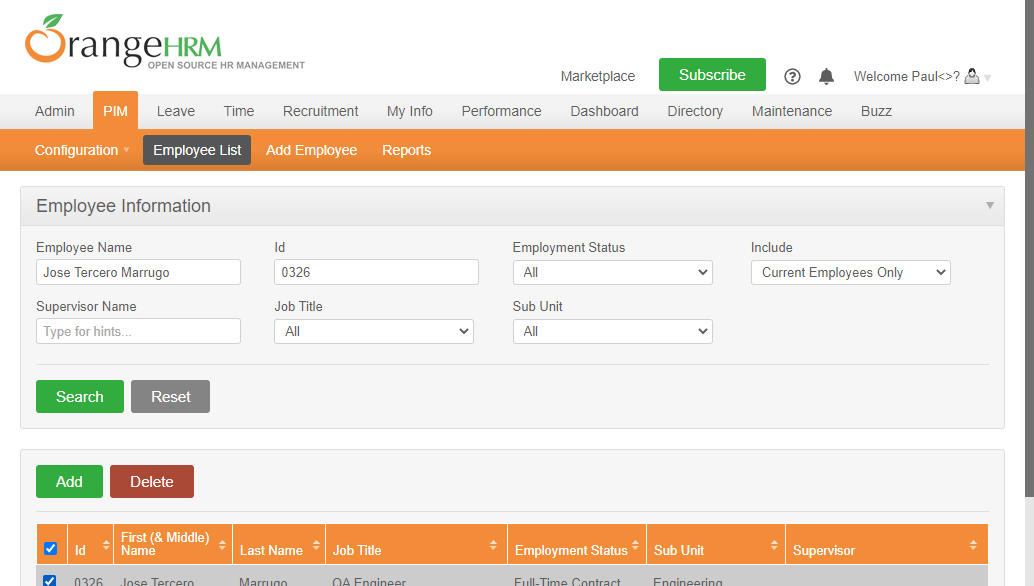 rangeHRM
OPEN SOURCE HR MANAGEMENT
Marketplace Subscribe ? Welcome Paul<>?
Admin PIM Leave Time Recruitment My Info Performance Dashboard Directory Maintenance Buzz
Configuration Employee List Add Employee Reports
Employee Information
Employee Name Id Employment Status Include
Jose Tercero Marrugo 0326 All Current Employees Only
Supervisor Name Job Title Sub Unit
Type for hints... All All
Search Reset
Add Delete
Id First (& Middle) Name Last Name Job Title Employment Status Sub Unit Supervisor
0326 Jose Tercero Marrugo QA Engineer Full-Time Contract Engineering